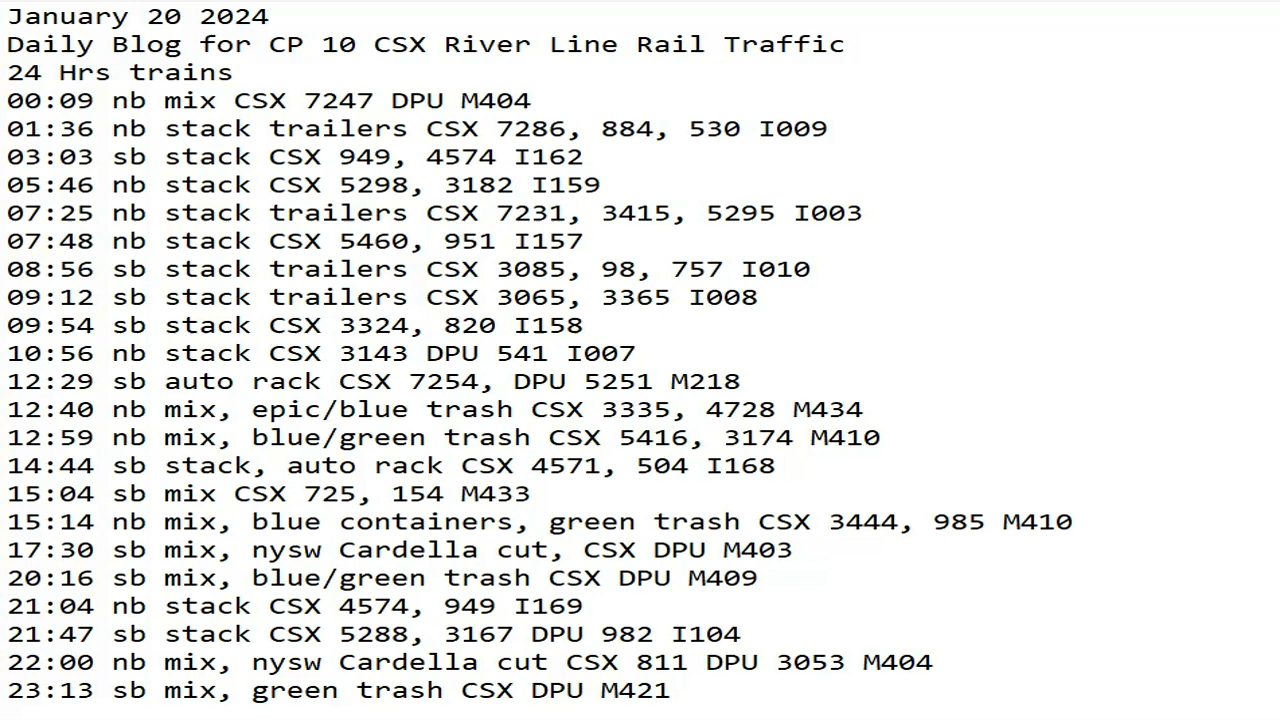 January 20 2024
Daily Blog for CP 10 CSX River Line Rail Traffic
24 Hrs trains
00:09 nb mix CSX 7247 DPU M404
01:36 nb stack trailers CSX 7286, 884, 530 I009
03:03 sb stack CSX 949, 4574 I162
05:46 nb stack CSX 5298, 3182 I159
07:25 nb stack trailers CSX 7231, 3415, 5295 I003
07:48 nb stack CSX 5460, 951 I157
08:56 sb stack trailers CSX 3085, 98, 757 I010
09:12 sb stack trailers CSX 3065, 3365 I008
09:54 sb stack CSX 3324, 820 I158
10:56 nb stack CSX 3143 DPU 541 I007
12:29 sb auto rack CSX 7254, DPU 5251 M218
12:40 nb mix, epic/blue trash CSX 3335, 4728 M434
12:59 nb mix, blue/green trash CSX 5416, 3174 M410
14:44 sb stack, auto rack CSX 4571, 504 I168
15:04 sb mix CSX 725, 154 M433
15:14 nb mix, blue containers, green trash CSX 3444, 985 M410
17:30 sb mix, nysw Cardella cut, CSX DPU M403
20:16 sb mix, blue/green trash CSX DPU M409
21:04 nb stack CSX 4574, 949 I169
21:47 sb stack CSX 5288, 3167 DPU 982 I104
22:00 nb mix, nysw Cardella cut CSX 811 DPU 3053 M404
23:13 sb mix, green trash CSX DPU M421